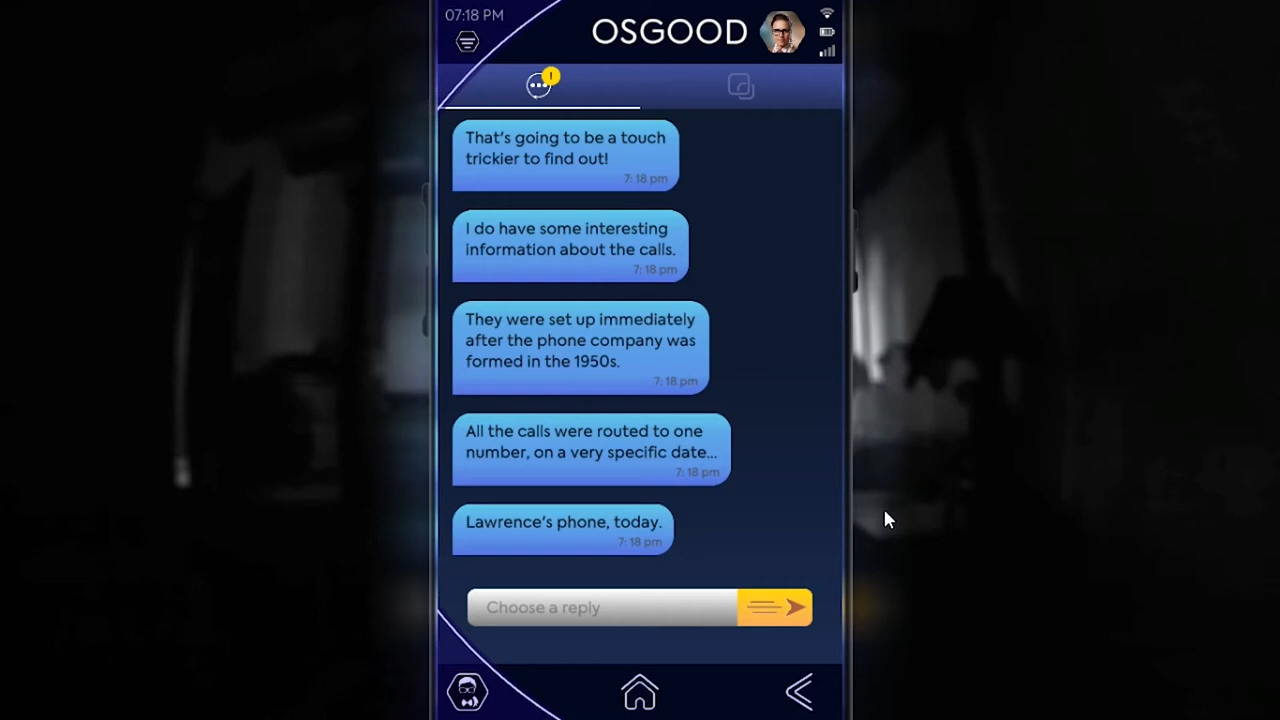 07:18 PM
OSGOOD
!
That's going to be a touch
trickier to find out!
7:18 pm
I do have some interesting
information about the calls.
7:18 pm
They were set up immediately
after the phone company was
formed in the 1950s.
7:18 pm
All the calls were routed to one
number, on a very specific date...
7:18 pm
Lawrence's phone, today.
7:18 pm
Choose a reply